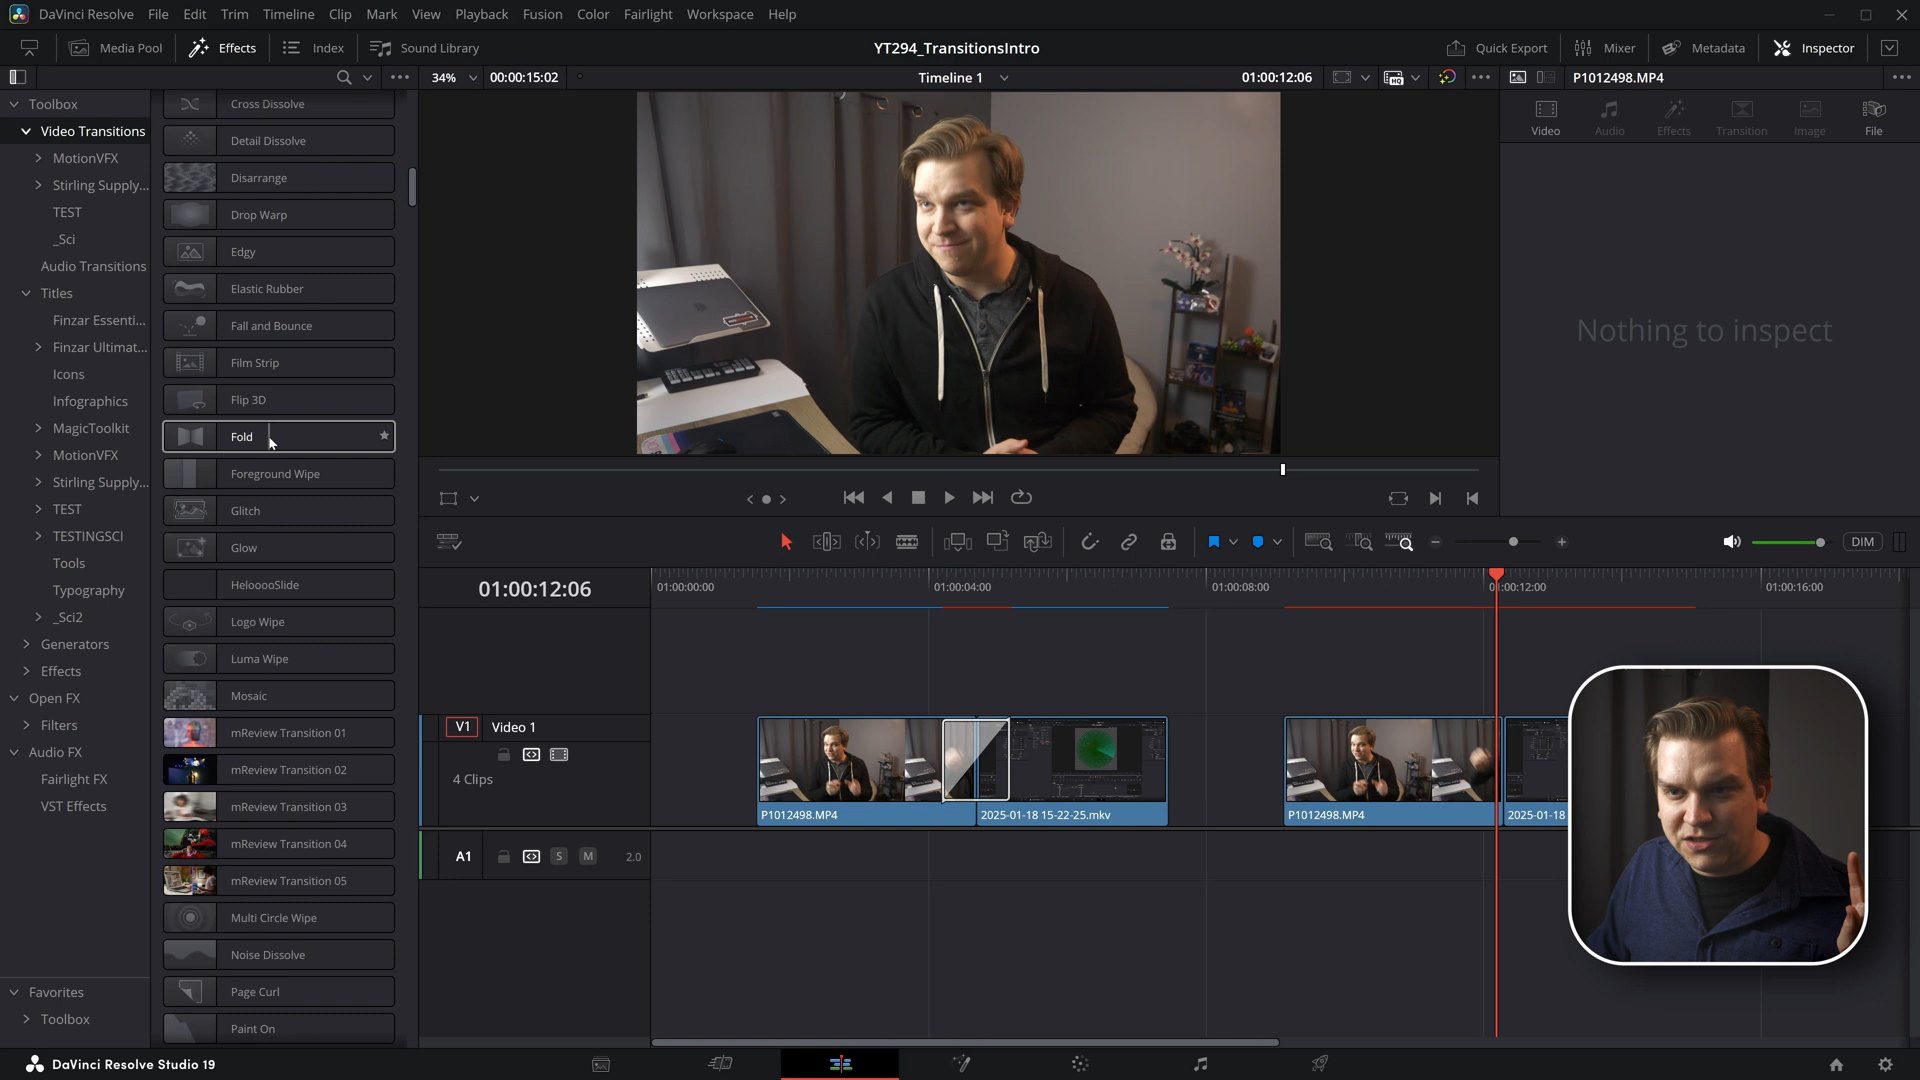 DaVinci Resolve File Edit Trim Timeline Clip Mark View Playback Fusion Color Fairlight Workspace Help
Media Pool Effects Index Sound Library YT294_TransitionsIntro Quick Export Mixer Metadata Inspector
34% 00:00:15:02 Timeline 1 01:00:12:06 P1012498.MP4
Toolbox
Video Transitions
MotionVFX
Stirling Supply...
TEST
_Sci
Audio Transitions
Titles
Finzar Essenti...
Finzar Ultimat...
Icons
Infographics
MagicToolkit
MotionVFX
Stirling Supply...
TEST
TESTINGSCI
Tools
Typography
_Sci2
Generators
Effects
Open FX
Filters
Audio FX
Fairlight FX
VST Effects
Favorites
Toolbox
Cross Dissolve
Detail Dissolve
Disarrange
Drop Warp
Edgy
Elastic Rubber
Fall and Bounce
Film Strip
Flip 3D
Fold
Foreground Wipe
Glitch
Glow
HelooooSlide
Logo Wipe
Luma Wipe
Mosaic
mReview Transition 01
mReview Transition 02
mReview Transition 03
mReview Transition 04
mReview Transition 05
Multi Circle Wipe
Noise Dissolve
Page Curl
Paint On
Video Audio Effects Transition Image File
Nothing to inspect
DIM
01:00:12:06
01:00:00:00 01:00:04:00 01:00:08:00 01:00:12:00 01:00:16:00
V1 Video 1
4 Clips
P1012498.MP4 2025-01-18 15-22-25.mkv P1012498.MP4 2025-01-18
A1 S M 2.0
DaVinci Resolve Studio 19